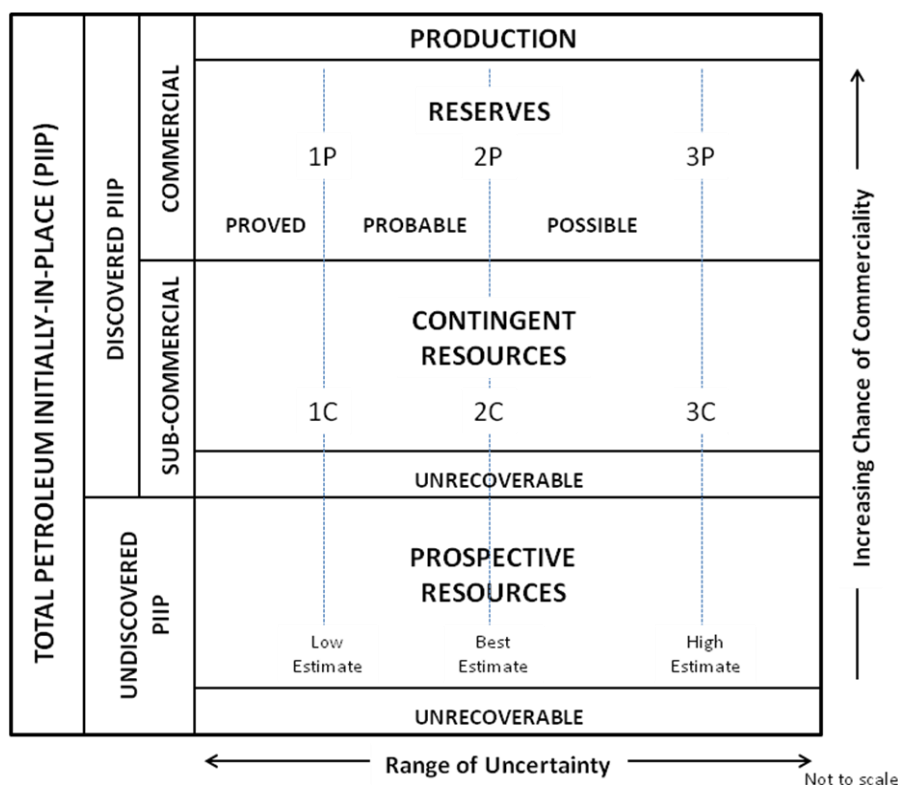 TOTAL PETROLEUM INITIALLY-IN-PLACE (PIIP)
DISCOVERED PIIP
UNDISCOVERED
PIIP
COMMERCIAL
SUB-COMMERCIAL
PRODUCTION
RESERVES
1P 2P 3P
PROVED PROBABLE POSSIBLE
CONTINGENT
RESOURCES
1C 2C 3C
UNRECOVERABLE
PROSPECTIVE
RESOURCES
Low Best High
Estimate Estimate Estimate
UNRECOVERABLE
Increasing Chance of Commerciality
Range of Uncertainty
Not to scale